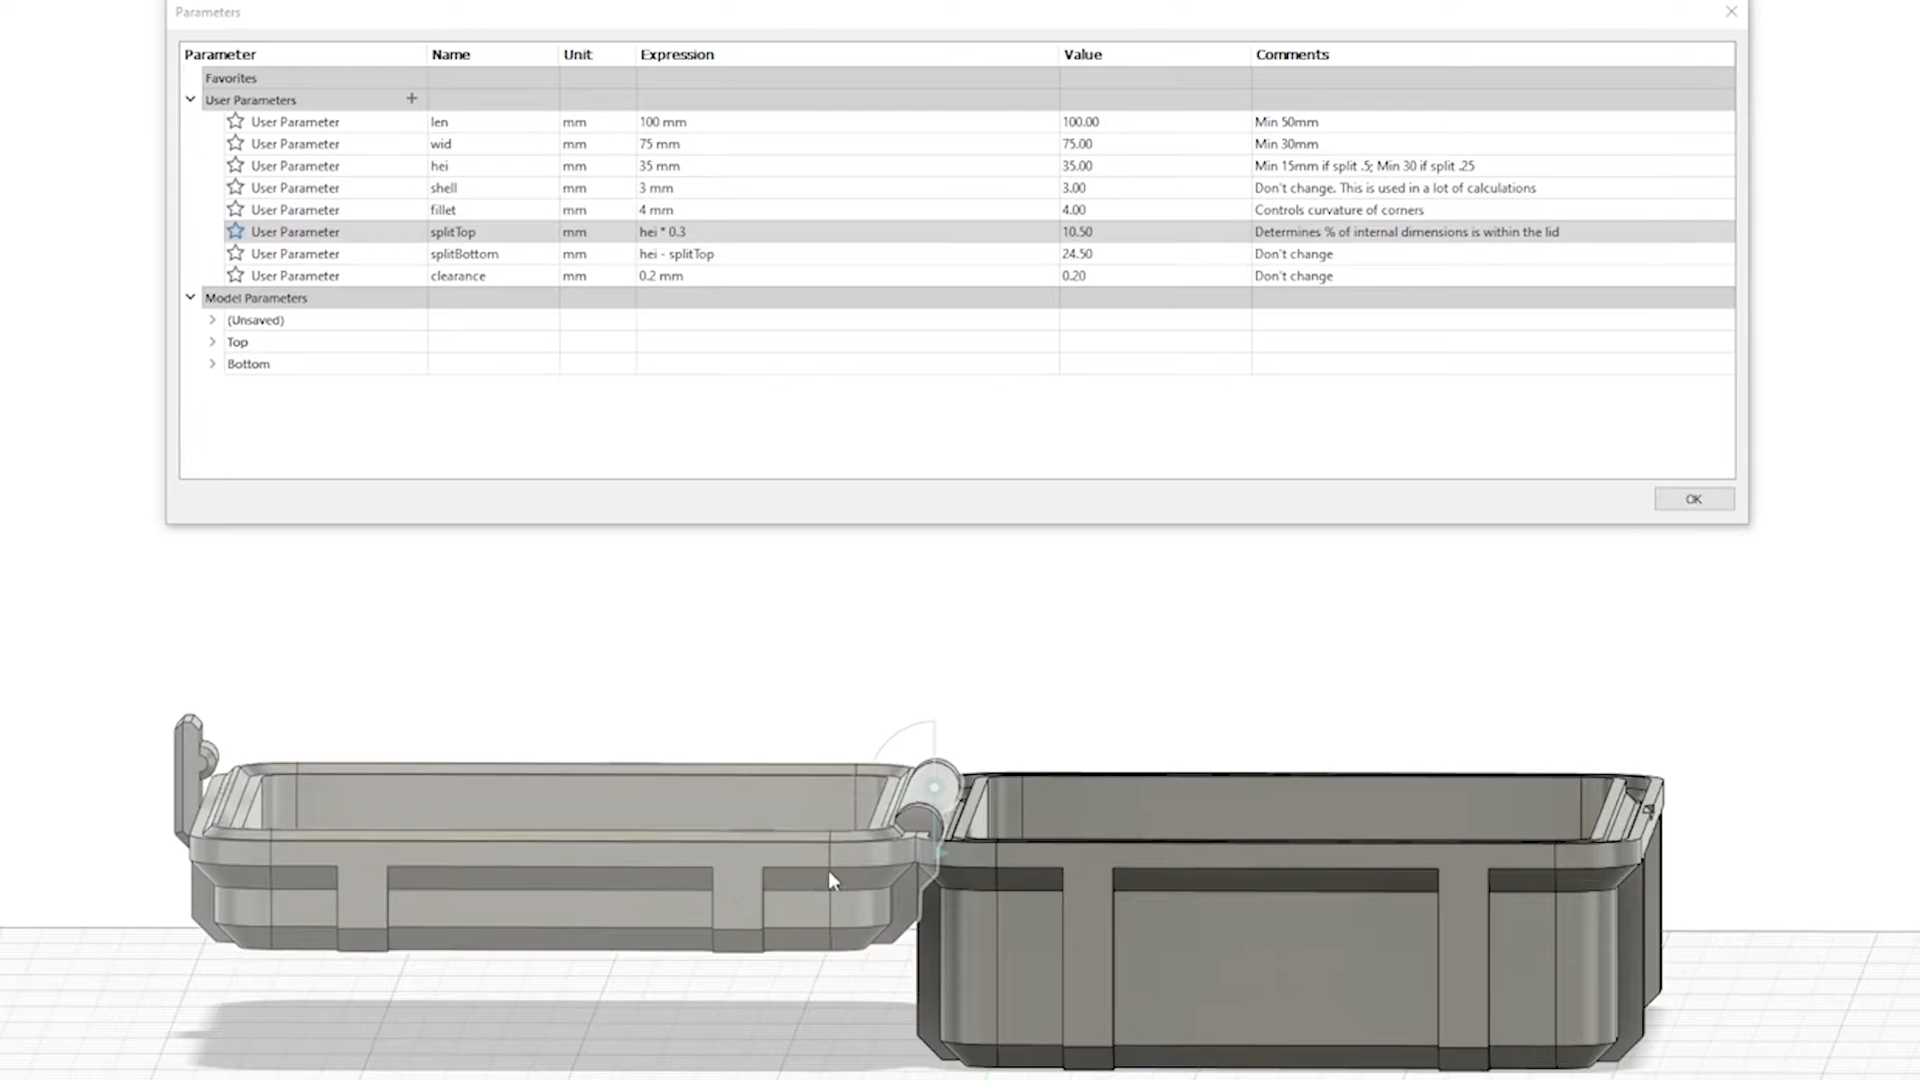 Parameters
Parameter Name Unit Expression Value Comments
Favorites
User Parameters +
User Parameter len mm 100 mm 100.00 Min 50mm
User Parameter wid mm 75 mm 75.00 Min 30mm
User Parameter hei mm 35 mm 35.00 Min 15mm if split .5; Min 30 if split .25
User Parameter shell mm 3 mm 3.00 Don't change. This is used in a lot of calculations
User Parameter fillet mm 4 mm 4.00 Controls curvature of corners
User Parameter splitTop mm hei * 0.3 10.50 Determines % of internal dimensions is within the lid
User Parameter splitBottom mm hei - splitTop 24.50 Don't change
User Parameter clearance mm 0.2 mm 0.20 Don't change
Model Parameters
(Unsaved)
Top
Bottom
OK